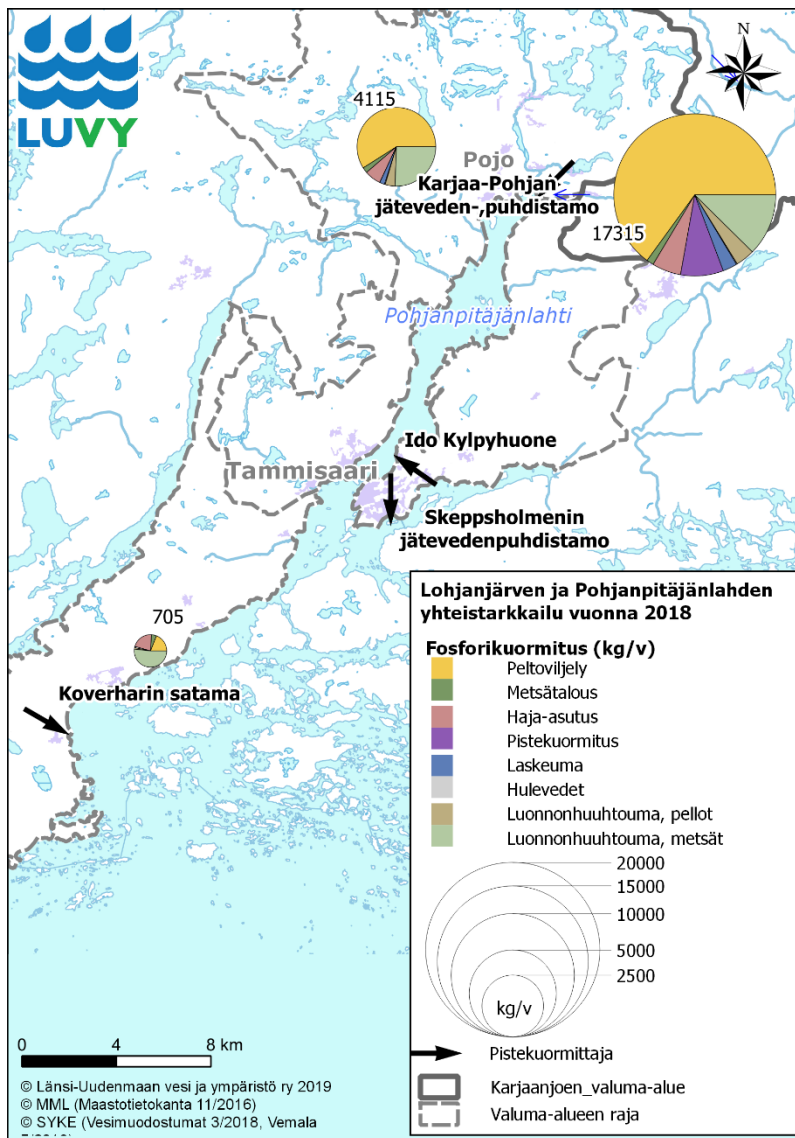 LUVY
N
4115
Pojo
Karjaa-Pohjan
jäteveden-,puhdistamo
17315
Pohjanpitäjänlahti
Ido Kylpyhuone
Tammisaari
Skeppsholmenin
jätevedenpuhdistamo
705
Koverharin satama
Lohjanjärven ja Pohjanpitäjänlahden
yhteistarkkailu vuonna 2018
Fosforikuormitus (kg/v)
Peltoviljely
Metsätalous
Haja-asutus
Pistekuormitus
Laskeuma
Hulevedet
Luonnonhuuhtouma, pellot
Luonnonhuuhtouma, metsät
20000
15000
10000
5000
2500
kg/v
Pistekuormittaja
Karjaanjoen_valuma-alue
Valuma-alueen raja
0 4 8 km
© Länsi-Uudenmaan vesi ja ympäristö ry 2019
© MML (Maastotietokanta 11/2016)
© SYKE (Vesimuodostumat 3/2018, Vemala